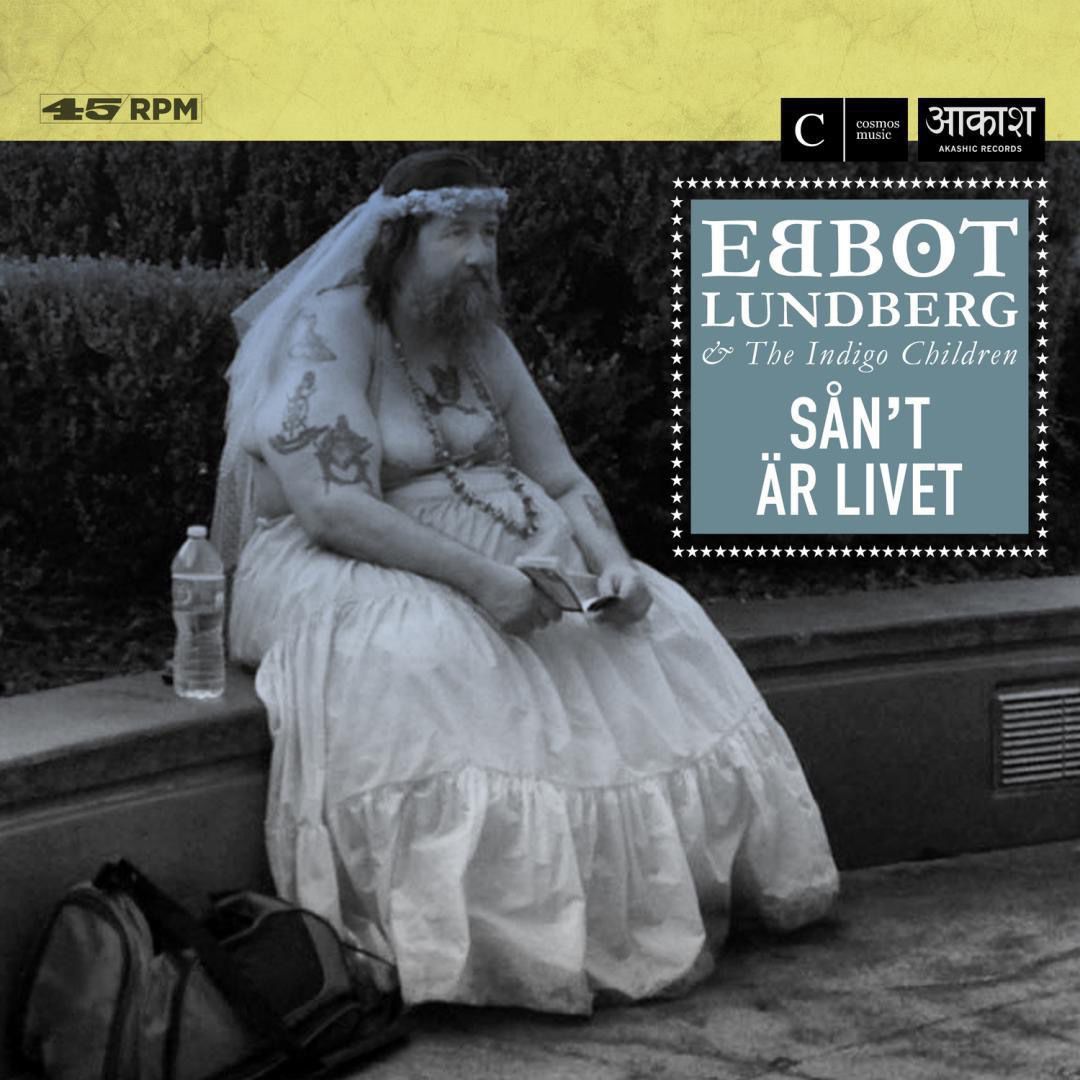 45 RPM
C
cosmos
music
आकाश
AKASHIC RECORDS
EBBOT
LUNDBERG
& The Indigo Children
SÅN'T
ÄR LIVET